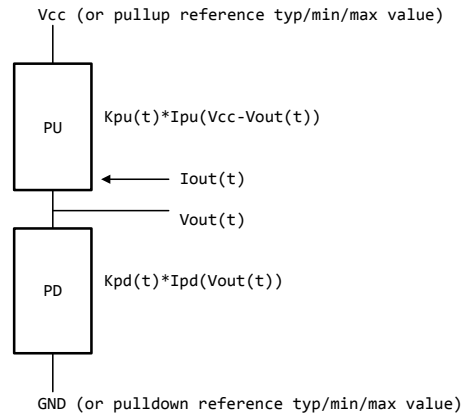 Vcc (or pullup reference typ/min/max value)
PU
Kpu(t)*Ipu(Vcc-Vout(t))
Iout(t)
Vout(t)
PD
Kpd(t)*Ipd(Vout(t))
GND (or pulldown reference typ/min/max value)